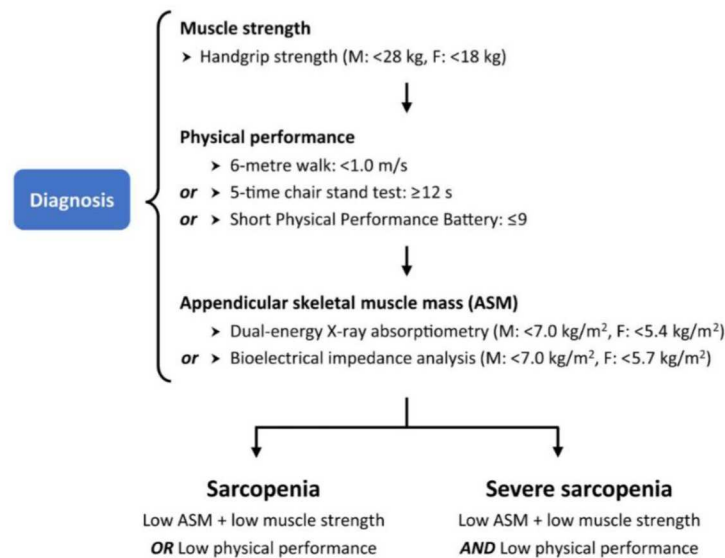 Muscle strength
➤ Handgrip strength (M: <28 kg, F: <18 kg)
Physical performance
➤ 6-metre walk: <1.0 m/s
or ➤ 5-time chair stand test: ≥12 s
or ➤ Short Physical Performance Battery: ≤9
Diagnosis
Appendicular skeletal muscle mass (ASM)
➤ Dual-energy X-ray absorptiometry (M: <7.0 kg/m², F: <5.4 kg/m²)
or ➤ Bioelectrical impedance analysis (M: <7.0 kg/m², F: <5.7 kg/m²)
Sarcopenia
Low ASM + low muscle strength
OR Low physical performance
Severe sarcopenia
Low ASM + low muscle strength
AND Low physical performance